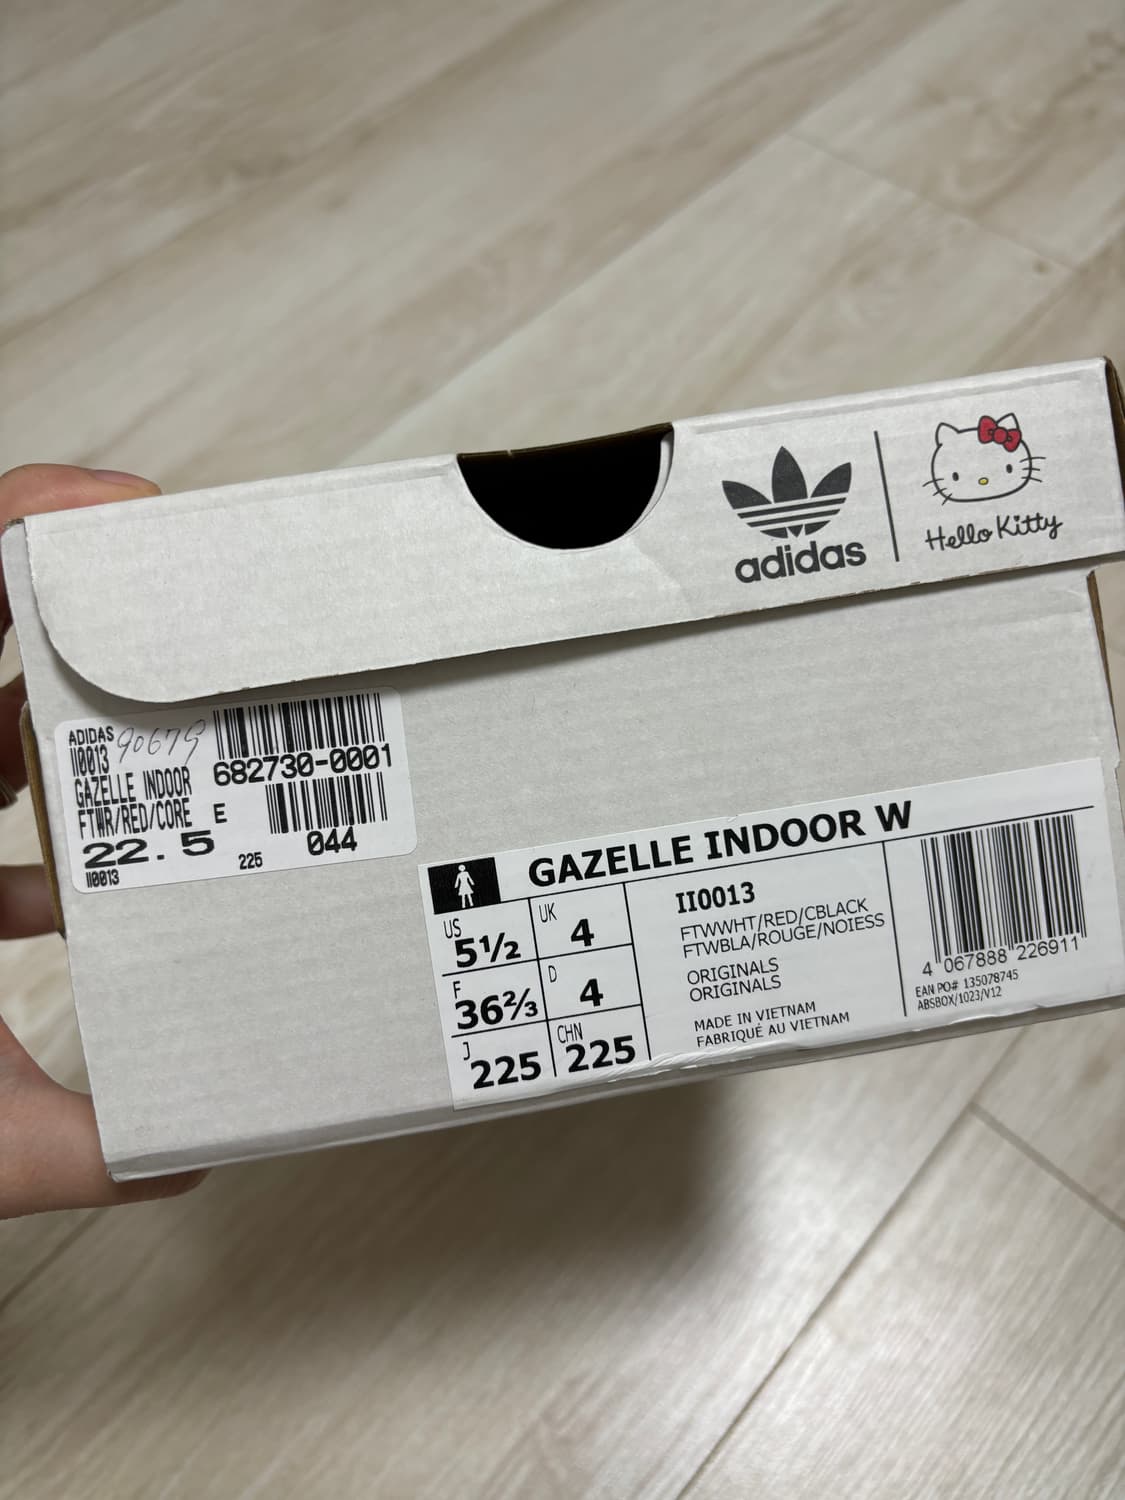 adidas
Hello Kitty
ADIDAS
II0013
GAZELLE INDOOR
FTWR/RED/CORE E
22.5
II0013
225
90679
682730-0001
044
GAZELLE INDOOR W
US
5½
UK
4
F
36⅔
D
4
J
225
CHN
225
II0013
FTWWHT/RED/CBLACK
FTWBLA/ROUGE/NOIESS
ORIGINALS
ORIGINALS
MADE IN VIETNAM
FABRIQUÉ AU VIETNAM
4 067888 226911
EAN PO# 135078745
ABSBOX/1023/V12